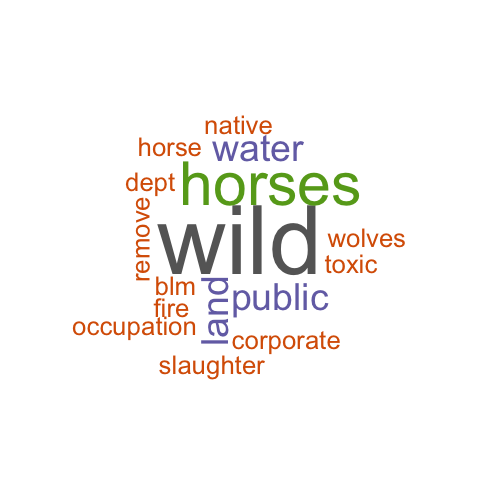 native
horse
water
dept
horses
remove
wild
wolves
toxic
blm
land
public
fire
occupation
corporate
slaughter